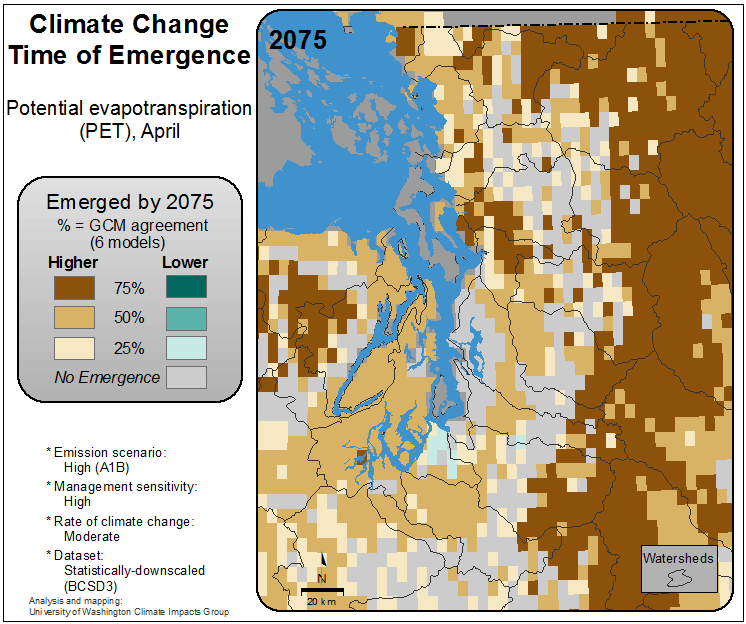 Climate Change
Time of Emergence
Potential evapotranspiration
(PET), April
Emerged by 2075
% = GCM agreement
(6 models)
Higher Lower
75%
50%
25%
No Emergence
* Emission scenario:
High (A1B)
* Management sensitivity:
High
* Rate of climate change:
Moderate
* Dataset:
Statistically-downscaled
(BCSD3)
Analysis and mapping:
University of Washington Climate Impacts Group
2075
N
20 km
Watersheds